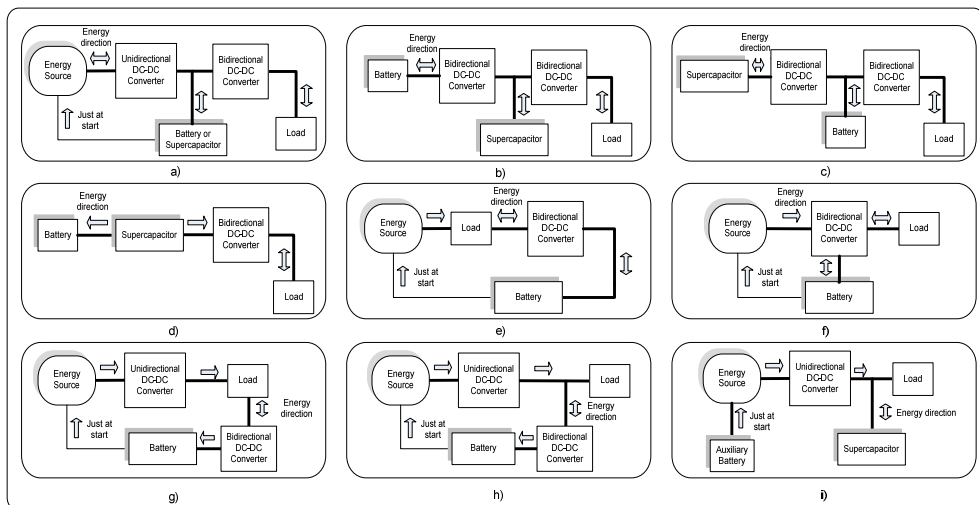 Energy
direction
Energy
Source
Unidirectional
DC-DC
Converter
Bidirectional
DC-DC
Converter
Just at
start
Battery or
Supercapacitor
Load
a)
Energy
direction
Battery
Bidirectional
DC-DC
Converter
Bidirectional
DC-DC
Converter
Supercapacitor
Load
b)
Energy
direction
Supercapacitor
Bidirectional
DC-DC
Converter
Bidirectional
DC-DC
Converter
Battery
Load
c)
Energy
direction
Battery
Supercapacitor
Bidirectional
DC-DC
Converter
Load
d)
Energy
direction
Energy
Source
Load
Bidirectional
DC-DC
Converter
Just at
start
Battery
e)
Energy
direction
Energy
Source
Bidirectional
DC-DC
Converter
Load
Just at
start
Battery
f)
Energy
Source
Unidirectional
DC-DC
Converter
Load
Energy
direction
Just at
start
Battery
Bidirectional
DC-DC
Converter
g)
Energy
Source
Unidirectional
DC-DC
Converter
Load
Energy
direction
Just at
start
Battery
Bidirectional
DC-DC
Converter
h)
Energy
Source
Unidirectional
DC-DC
Converter
Load
Just at
start
Energy direction
Auxiliary
Battery
Supercapacitor
i)